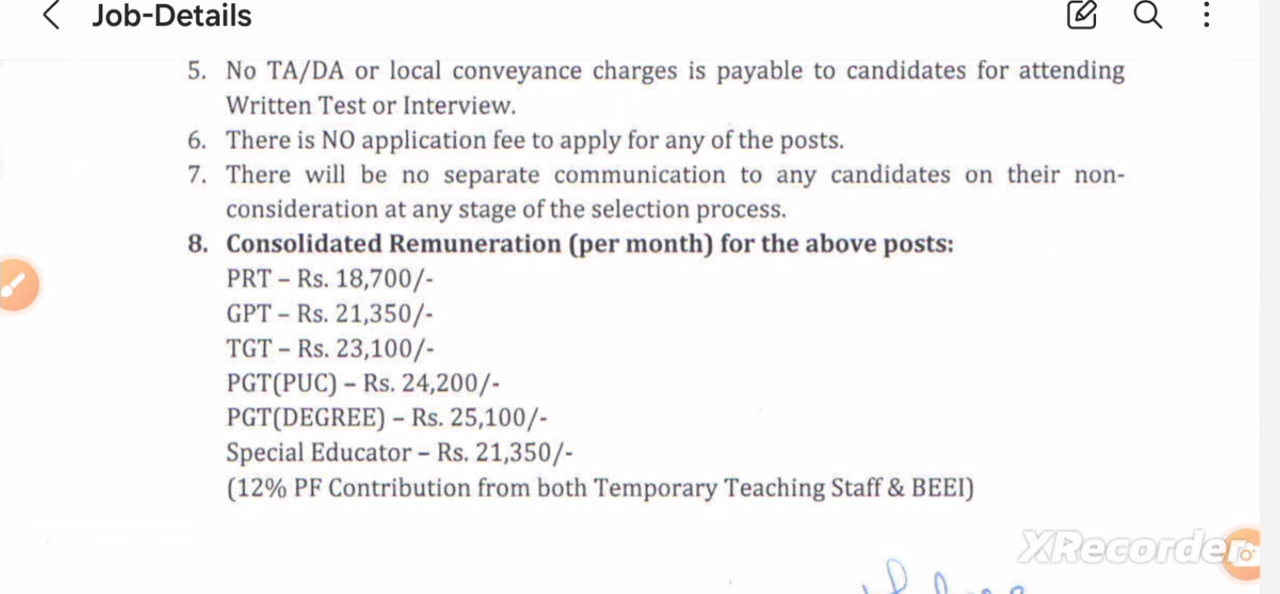 Job-Details
5. No TA/DA or local conveyance charges is payable to candidates for attending
Written Test or Interview.
6. There is NO application fee to apply for any of the posts.
7. There will be no separate communication to any candidates on their non-
consideration at any stage of the selection process.
8. Consolidated Remuneration (per month) for the above posts:
PRT – Rs. 18,700/-
GPT – Rs. 21,350/-
TGT – Rs. 23,100/-
PGT(PUC) – Rs. 24,200/-
PGT(DEGREE) – Rs. 25,100/-
Special Educator – Rs. 21,350/-
(12% PF Contribution from both Temporary Teaching Staff & BEEI)
XRecorder